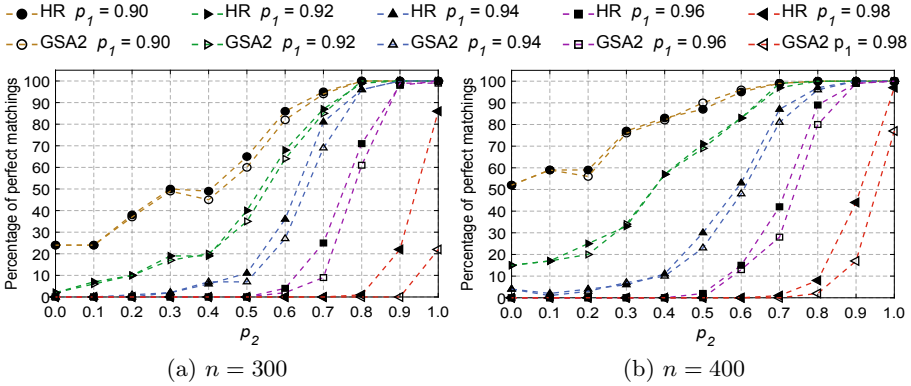 HR p1 = 0.90 HR p1 = 0.92 HR p1 = 0.94 HR p1 = 0.96 HR p1 = 0.98
GSA2 p1 = 0.90 GSA2 p1 = 0.92 GSA2 p1 = 0.94 GSA2 p1 = 0.96 GSA2 p1 = 0.98
Percentage of perfect matchings
100
90
80
70
60
50
40
30
20
10
0
0.0 0.1 0.2 0.3 0.4 0.5 0.6 0.7 0.8 0.9 1.0
p2
(a) n = 300
Percentage of perfect matchings
100
90
80
70
60
50
40
30
20
10
0
0.0 0.1 0.2 0.3 0.4 0.5 0.6 0.7 0.8 0.9 1.0
p2
(b) n = 400